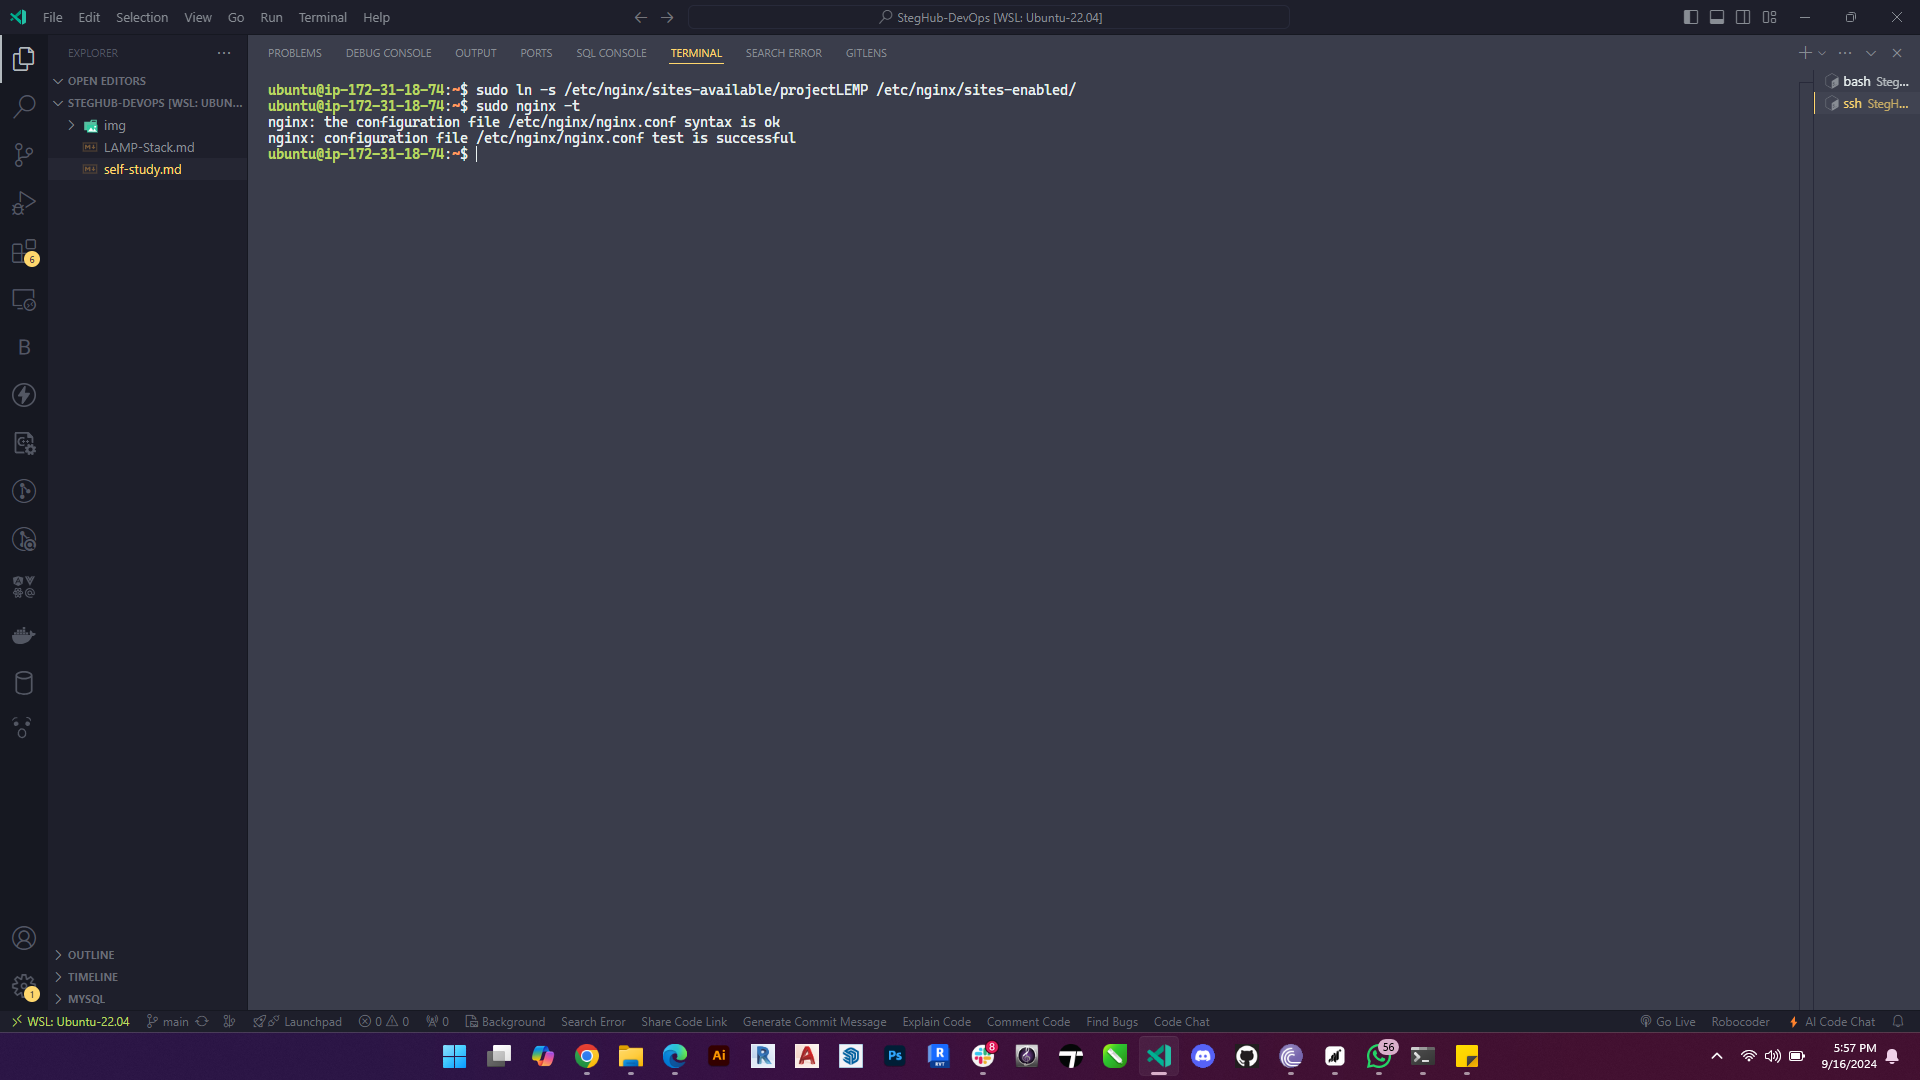 File Edit Selection View Go Run Terminal Help
StegHub-DevOps [WSL: Ubuntu-22.04]
EXPLORER
OPEN EDITORS
STEGHUB-DEVOPS [WSL: UBUN...
img
LAMP-Stack.md
self-study.md
OUTLINE
TIMELINE
MYSQL
PROBLEMS DEBUG CONSOLE OUTPUT PORTS SQL CONSOLE TERMINAL SEARCH ERROR GITLENS
ubuntu@ip-172-31-18-74:~$ sudo ln -s /etc/nginx/sites-available/projectLEMP /etc/nginx/sites-enabled/
ubuntu@ip-172-31-18-74:~$ sudo nginx -t
nginx: the configuration file /etc/nginx/nginx.conf syntax is ok
nginx: configuration file /etc/nginx/nginx.conf test is successful
ubuntu@ip-172-31-18-74:~$
bash Steg...
ssh StegH...
6
B
1
WSL: Ubuntu-22.04 main Launchpad 0 0 0 Background Search Error Share Code Link Generate Commit Message Explain Code Comment Code Find Bugs Code Chat Go Live Robocoder AI Code Chat
Ai R A Ps R RVT 8 56
5:57 PM
9/16/2024